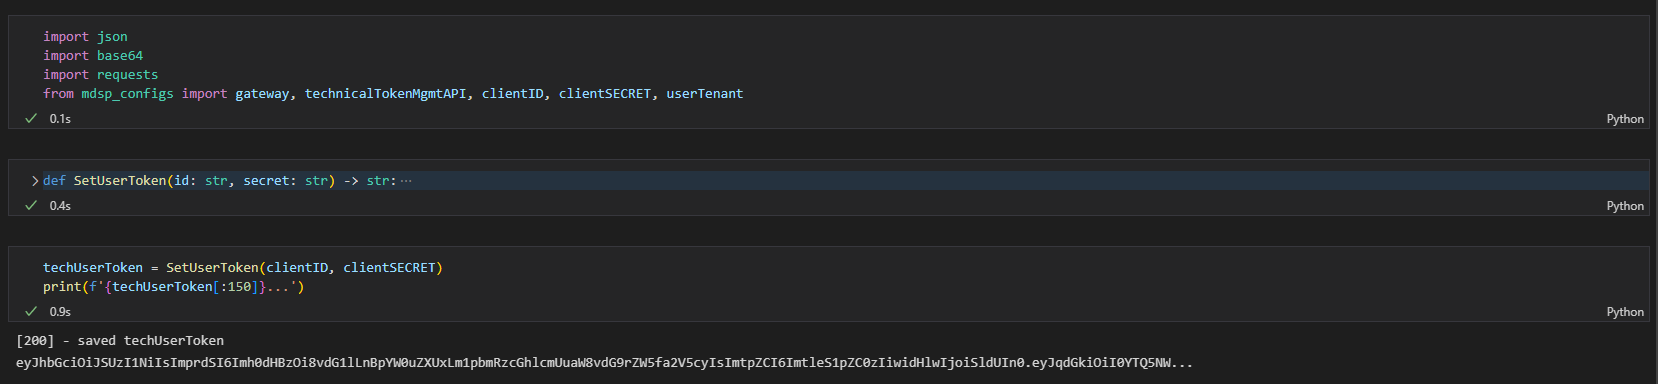 import json
import base64
import requests
from mdsp_configs import gateway, technicalTokenMgmtAPI, clientID, clientSECRET, userTenant
0.1s Python
def SetUserToken(id: str, secret: str) -> str:···
0.4s Python
techUserToken = SetUserToken(clientID, clientSECRET)
print(f'{techUserToken[:150]}...')
0.9s Python
[200] - saved techUserToken
eyJhbGciOiJSUzI1NiIsImprdSI6Imh0dHBzOi8vdG1lLnBpYW0uZXUxLm1pbmRzcGhlcmUuaW8vdG9rZW5fa2V5cyIsImtpZCI6ImtleS1pZC0zIiwidHlwIjoiSldUIn0.eyJqdGkiOiI0YTQ5NW...